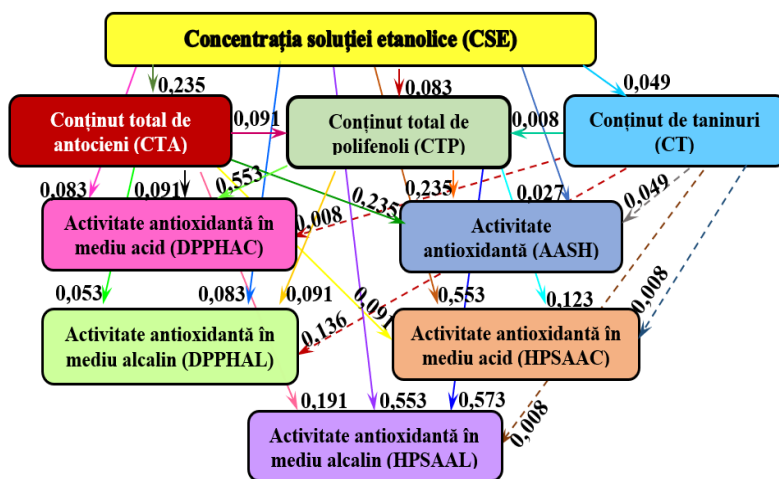 Concentrația soluției etanolice (CSE)
0,235
0,083
0,049
Conținut total de
antocieni (CTA)
0,091
Conținut total de
polifenoli (CTP)
0,008
Conținut de taninuri
(CT)
0,083
0,091
0,553
0,235
0,235
0,027
0,049
0,008
Activitate antioxidantă în
mediu acid (DPPHAC)
Activitate
antioxidantă (AASH)
0,053
0,083
0,091
0,136
0,091
0,553
0,123
0,008
Activitate antioxidantă în
mediu alcalin (DPPHAL)
Activitate antioxidantă în
mediu acid (HPSAAC)
0,191
0,553
0,573
0,008
Activitate antioxidantă în
mediu alcalin (HPSAAL)